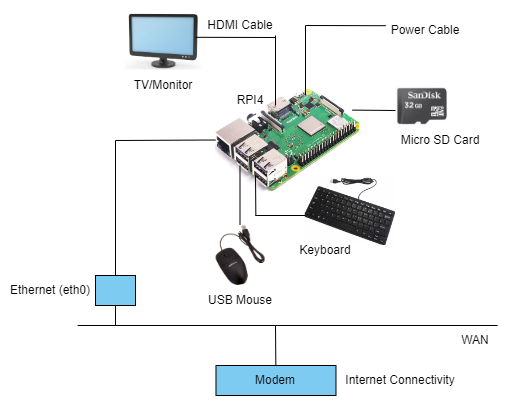 HDMI Cable
Power Cable
TV/Monitor
RPI4
SanDisk
32 GB
Micro SD Card
Keyboard
Ethernet (eth0)
USB Mouse
WAN
Modem
Internet Connectivity